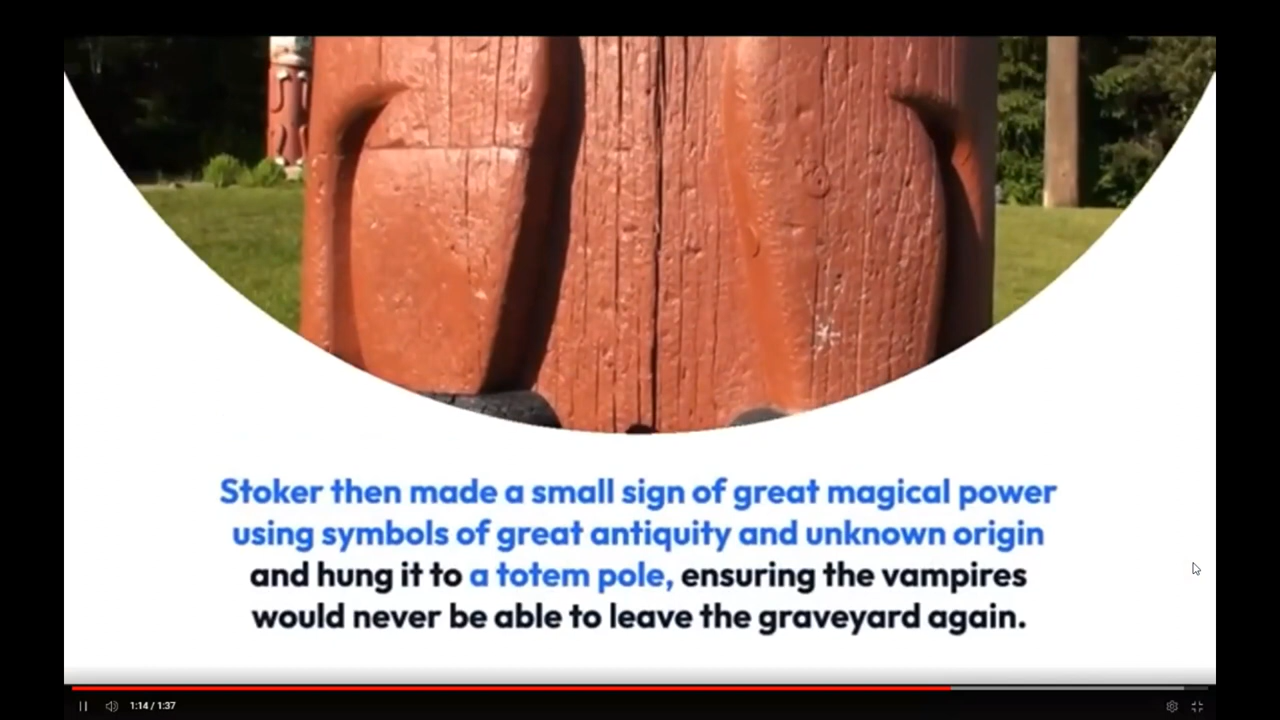 Stoker then made a small sign of great magical power
using symbols of great antiquity and unknown origin
and hung it to a totem pole, ensuring the vampires
would never be able to leave the graveyard again.
1:14 / 1:37